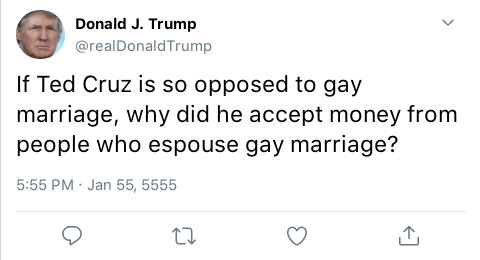 Donald J. Trump
@realDonaldTrump
If Ted Cruz is so opposed to gay
marriage, why did he accept money from
people who espouse gay marriage?
5:55 PM · Jan 55, 5555